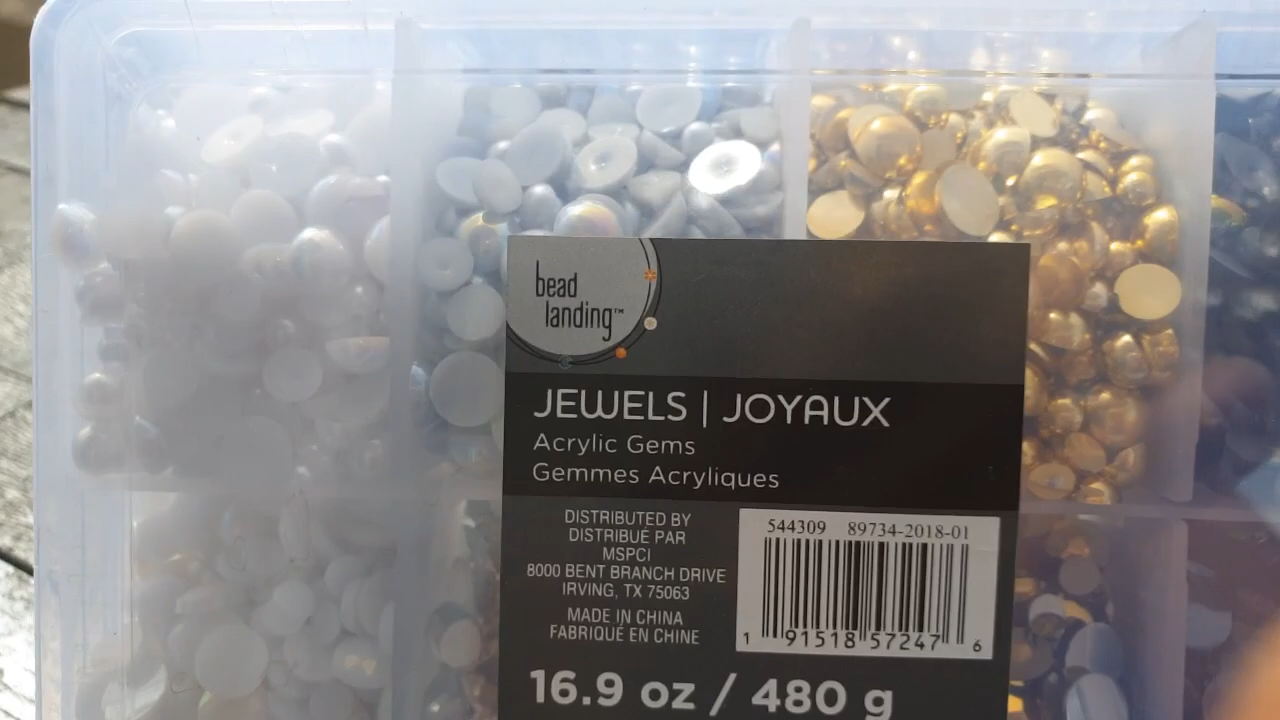 bead
landing™
JEWELS | JOYAUX
Acrylic Gems
Gemmes Acryliques
DISTRIBUTED BY
DISTRIBUÉ PAR
MSPCI
8000 BENT BRANCH DRIVE
IRVING, TX 75063
MADE IN CHINA
FABRIQUÉ EN CHINE
544309 89734-2018-01
1 91518 57247 6
16.9 oz / 480 g